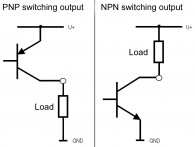 PNP switching output
NPN switching output
U+
U+
Load
Load
GND
GND